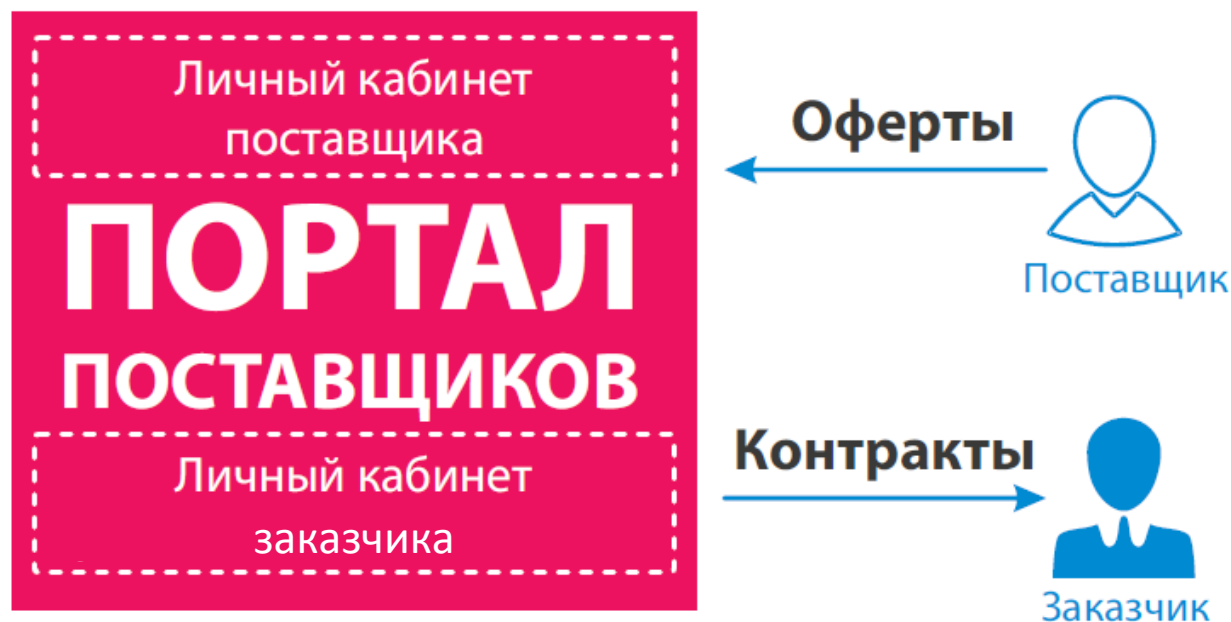 Личный кабинет
поставщика
ПОРТАЛ
ПОСТАВЩИКОВ
Личный кабинет
заказчика
Оферты
Поставщик
Контракты
Заказчик